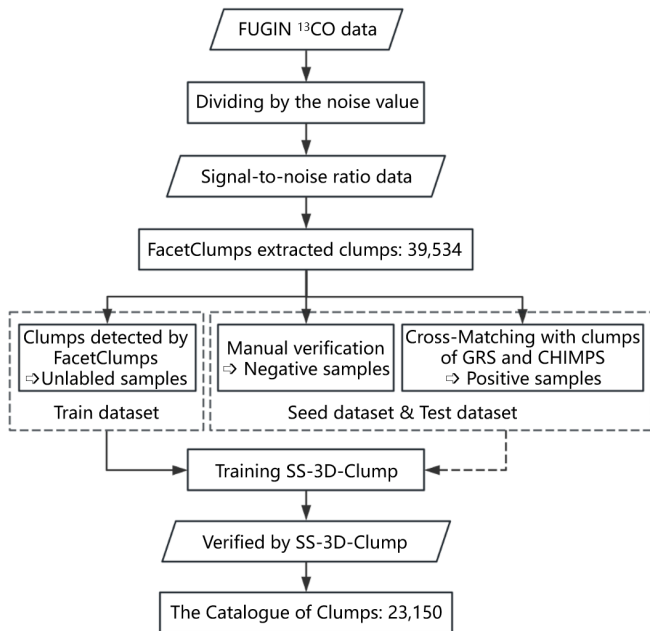 FUGIN ¹³CO data
Dividing by the noise value
Signal-to-noise ratio data
FacetClumps extracted clumps: 39,534
Clumps detected by
FacetClumps
⇨Unlabled samples
Train dataset
Manual verification
⇨ Negative samples
Cross-Matching with clumps
of GRS and CHIMPS
⇨ Positive samples
Seed dataset & Test dataset
Training SS-3D-Clump
Verified by SS-3D-Clump
The Catalogue of Clumps: 23,150